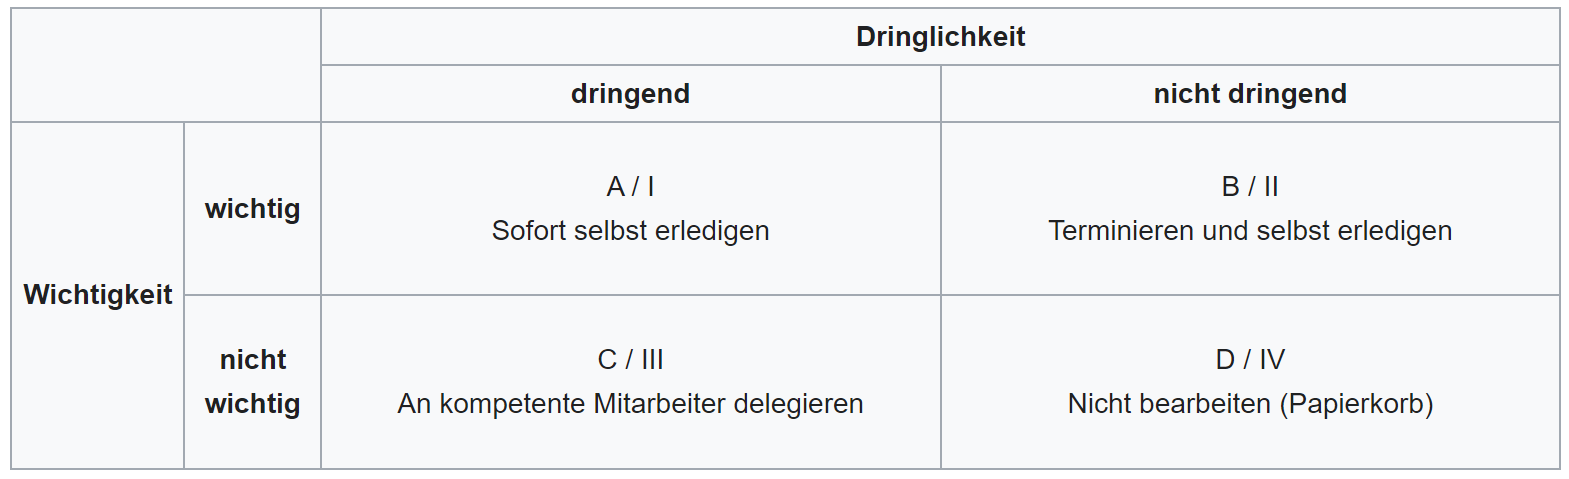 Dringlichkeit
dringend
nicht dringend
Wichtigkeit
wichtig
A / I
Sofort selbst erledigen
B / II
Terminieren und selbst erledigen
nicht
wichtig
C / III
An kompetente Mitarbeiter delegieren
D / IV
Nicht bearbeiten (Papierkorb)